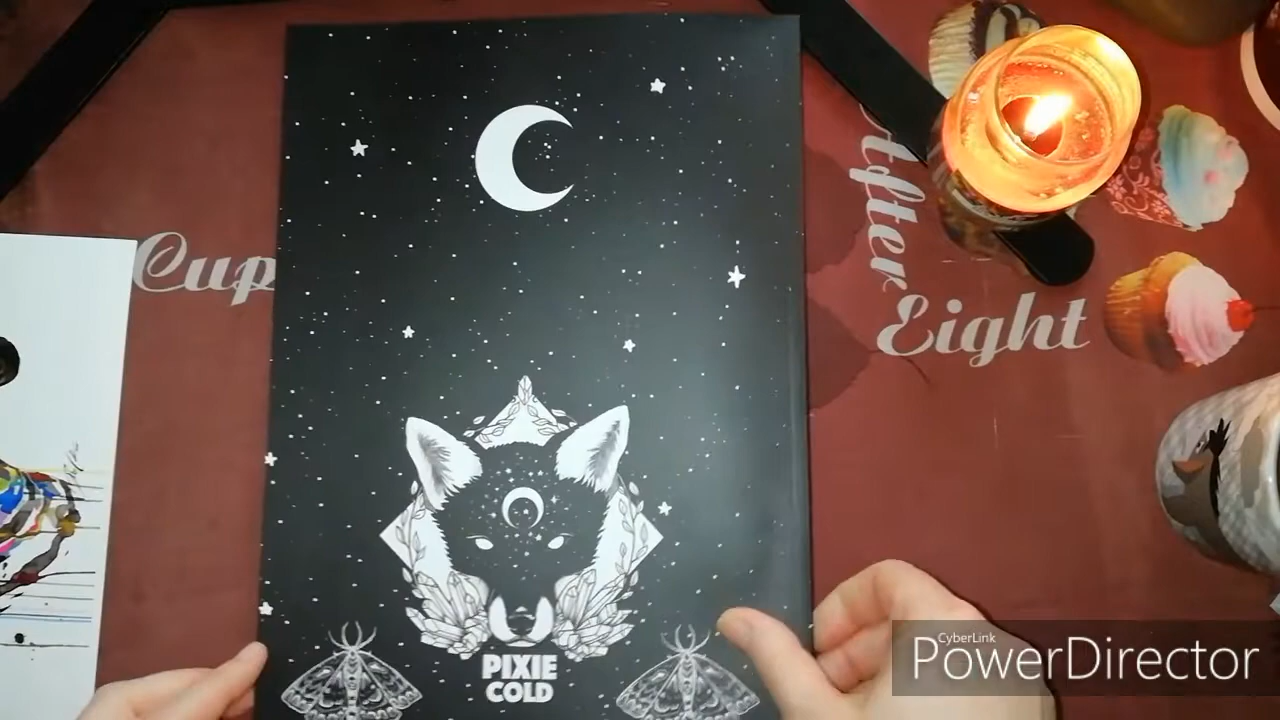 Cup
After
Eight
PIXIE
COLD
CyberLink
PowerDirector